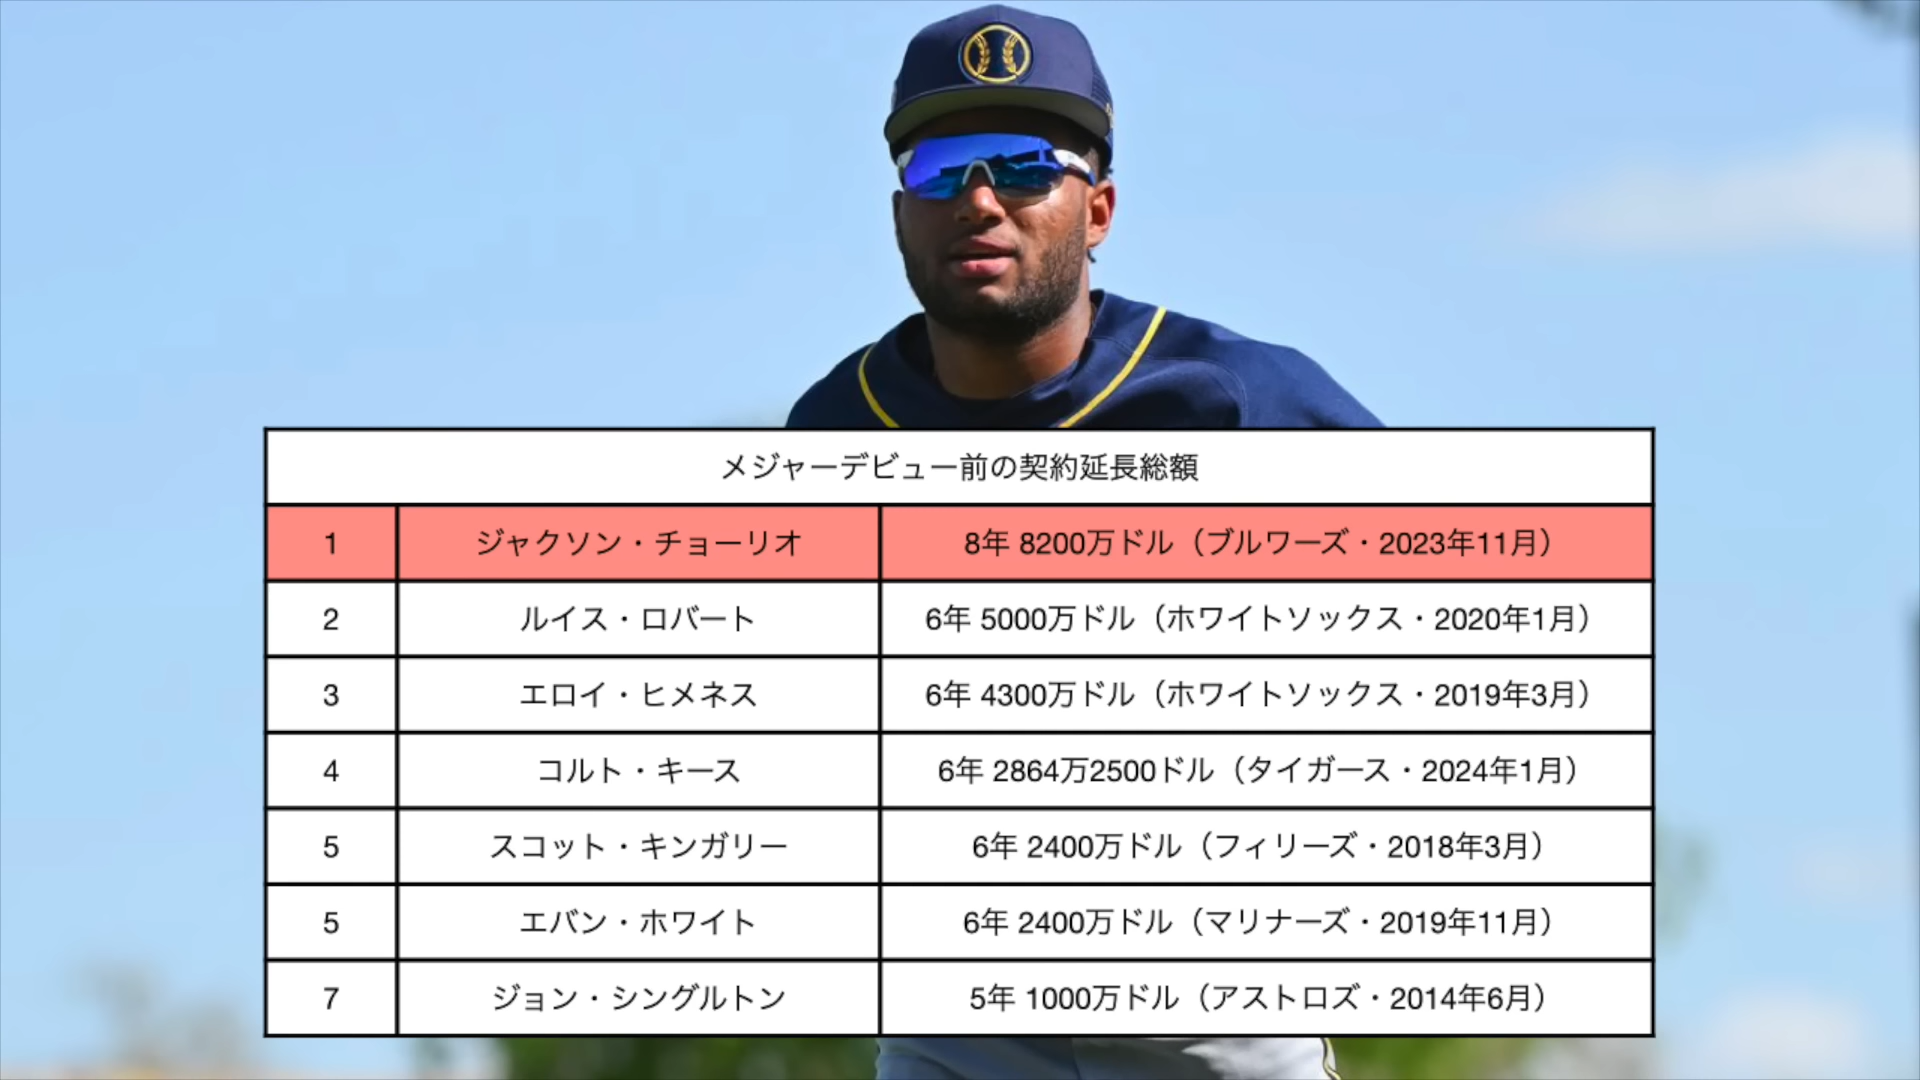 メジャーデビュー前の契約延長総額
1 ジャクソン・チョーリオ 8年 8200万ドル（ブルワーズ・2023年11月）
2 ルイス・ロバート 6年 5000万ドル（ホワイトソックス・2020年1月）
3 エロイ・ヒメネス 6年 4300万ドル（ホワイトソックス・2019年3月）
4 コルト・キース 6年 2864万2500ドル（タイガース・2024年1月）
5 スコット・キンガリー 6年 2400万ドル（フィリーズ・2018年3月）
5 エバン・ホワイト 6年 2400万ドル（マリナーズ・2019年11月）
7 ジョン・シングルトン 5年 1000万ドル（アストロズ・2014年6月）